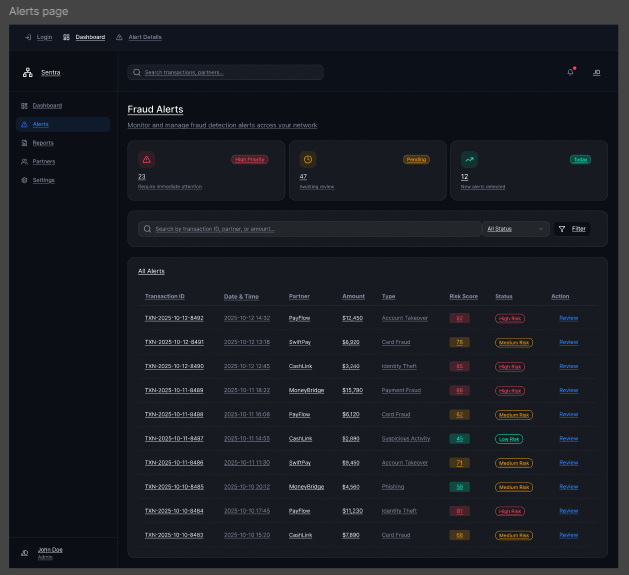 Alerts page
Login Dashboard Alert Details
Sentra
Search transactions, partners...
JD
Dashboard
Alerts
Reports
Partners
Settings
Fraud Alerts
Monitor and manage fraud detection alerts across your network
High Priority
23
Require immediate attention
Pending
47
Awaiting review
Today
12
New alerts detected
Search by transaction ID, partner, or amount...
All Status
Filter
All Alerts
Transaction ID Date & Time Partner Amount Type Risk Score Status Action
TXN-2025-10-12-8492 2025-10-12 14:32 PayFlow $12,450 Account Takeover 92 High Risk Review
TXN-2025-10-12-8491 2025-10-12 13:18 SwiftPay $8,920 Card Fraud 78 Medium Risk Review
TXN-2025-10-12-8490 2025-10-12 12:45 CashLink $3,240 Identity Theft 85 High Risk Review
TXN-2025-10-11-8489 2025-10-11 18:22 MoneyBridge $15,780 Payment Fraud 88 High Risk Review
TXN-2025-10-11-8488 2025-10-11 16:08 PayFlow $6,120 Card Fraud 62 Medium Risk Review
TXN-2025-10-11-8487 2025-10-11 14:55 CashLink $2,890 Suspicious Activity 45 Low Risk Review
TXN-2025-10-11-8486 2025-10-11 11:30 SwiftPay $9,450 Account Takeover 71 Medium Risk Review
TXN-2025-10-10-8485 2025-10-10 20:12 MoneyBridge $4,560 Phishing 58 Medium Risk Review
TXN-2025-10-10-8484 2025-10-10 17:45 PayFlow $11,230 Identity Theft High Risk Review
TXN-2025-10-10-8483 2025-10-10 15:20 CashLink $7,890 Card Fraud Medium Risk Review
JD
John Doe
Admin